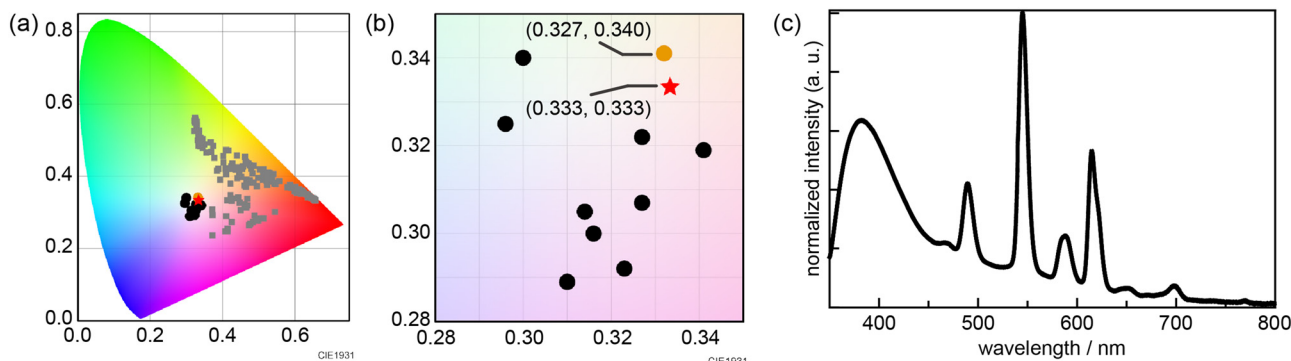 (a)
0.8
0.6
0.4
0.2
0.0
0.0 0.2 0.4 0.6
CIE1931
(b)
0.34
0.32
0.30
0.28
0.28 0.30 0.32 0.34
(0.327, 0.340)
(0.333, 0.333)
CIE1931
(c)
normalized intensity (a. u.)
400 500 600 700 800
wavelength / nm